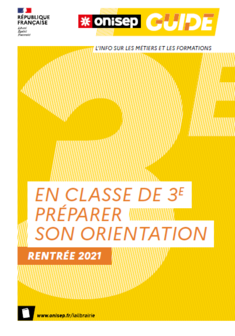 RÉPUBLIQUE
FRANÇAISE
onisep GUIDE
L'INFO SUR LES MÉTIERS ET LES FORMATIONS
3E
EN CLASSE DE 3E
PRÉPARER
SON ORIENTATION
RENTRÉE 2021
www.onisep.fr/lalibrairie